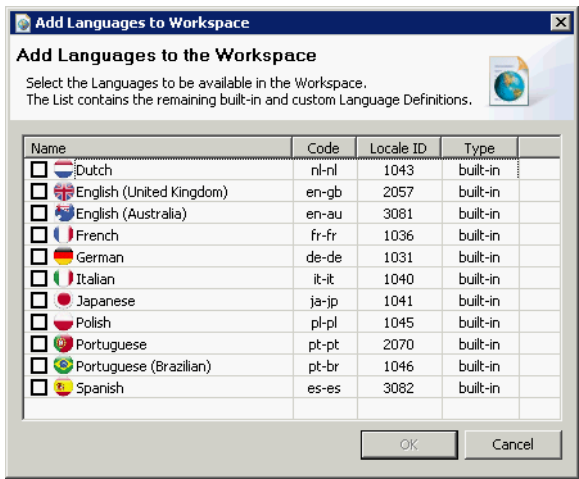 Add Languages to Workspace
Add Languages to the Workspace
Select the Languages to be available in the Workspace.
The List contains the remaining built-in and custom Language Definitions.
Name Code Locale ID Type
Dutch nl-nl 1043 built-in
English (United Kingdom) en-gb 2057 built-in
English (Australia) en-au 3081 built-in
French fr-fr 1036 built-in
German de-de 1031 built-in
Italian it-it 1040 built-in
Japanese ja-jp 1041 built-in
Polish pl-pl 1045 built-in
Portuguese pt-pt 2070 built-in
Portuguese (Brazilian) pt-br 1046 built-in
Spanish es-es 3082 built-in
OK Cancel